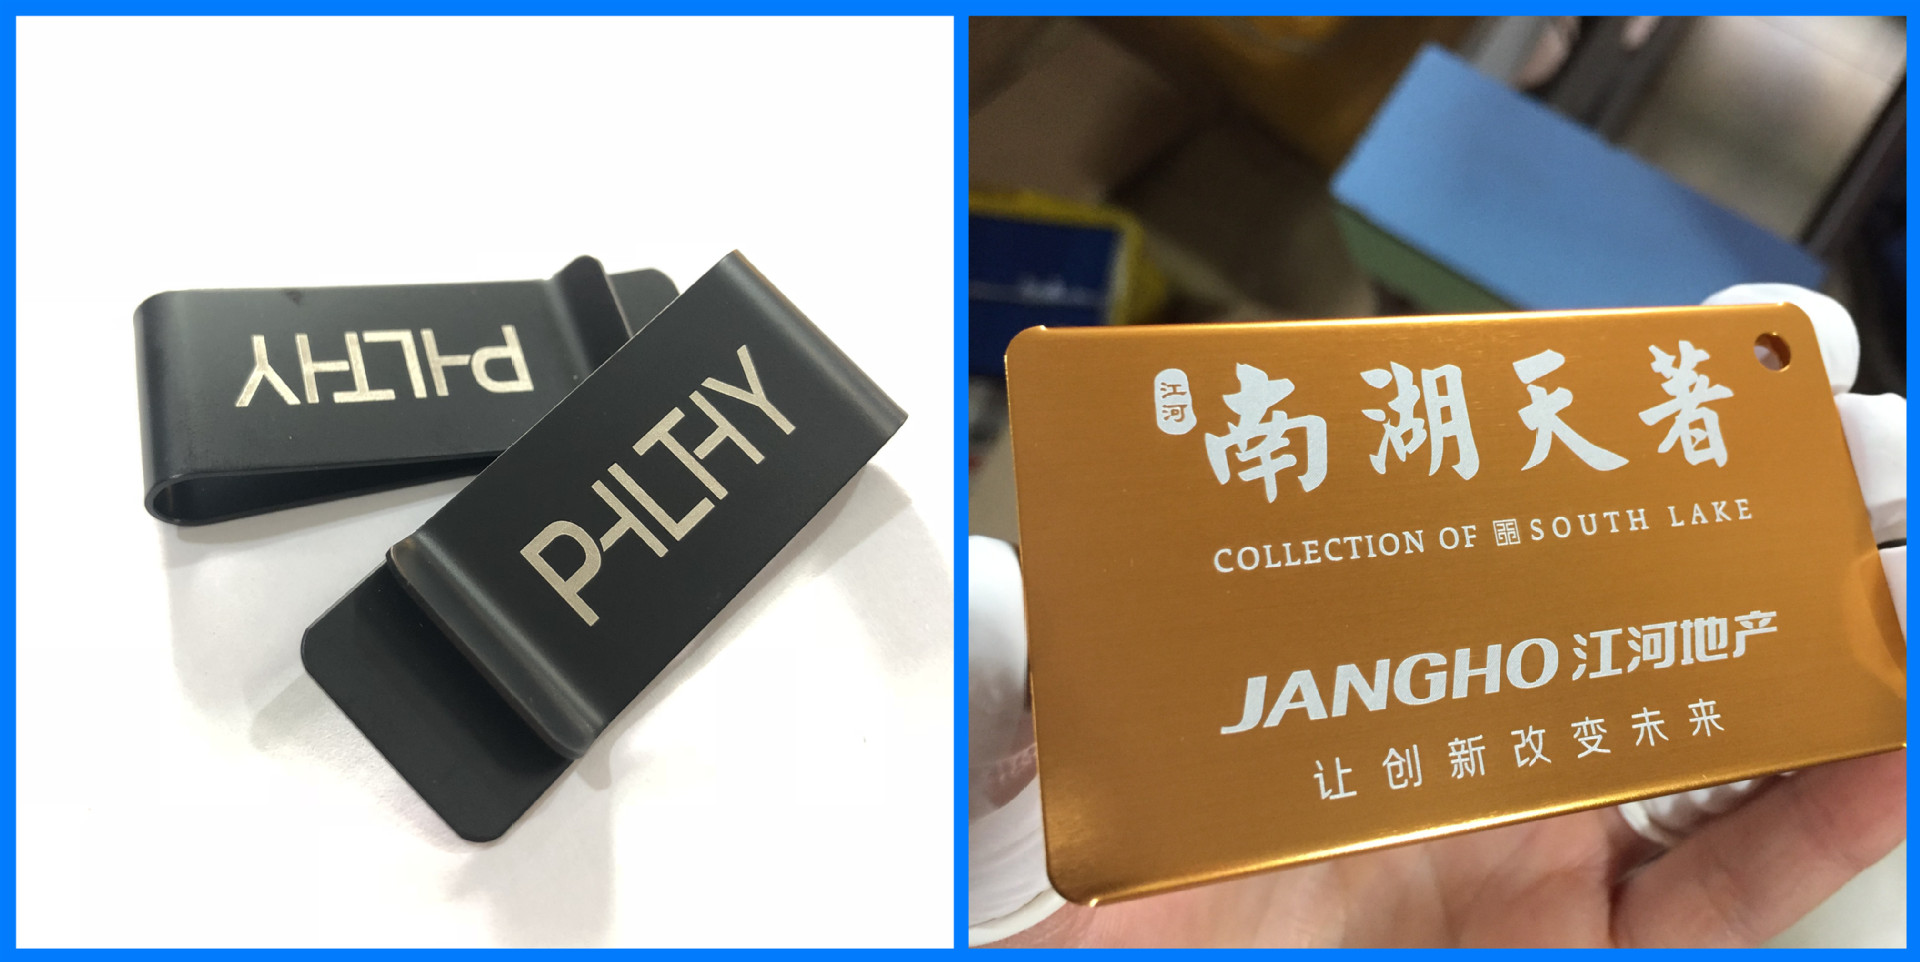 PHLTHY
PHLTHY
江河
南湖天著
COLLECTION OF SOUTH LAKE
JANGHO 江河地产
让创新改变未来